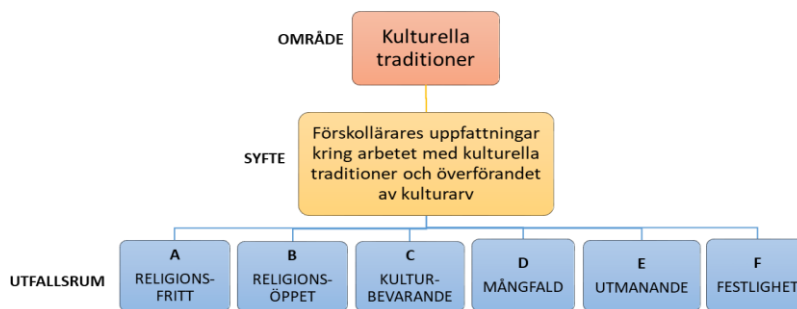 OMRÅDE
Kulturella
traditioner
SYFTE
Förskollärares uppfattningar
kring arbetet med kulturella
traditioner och överförandet
av kulturarv
UTFALLSRUM
A
RELIGIONS-
FRITT
B
RELIGIONS-
ÖPPET
C
KULTUR-
BEVARANDE
D
MÅNGFALD
E
UTMANANDE
F
FESTLIGHET